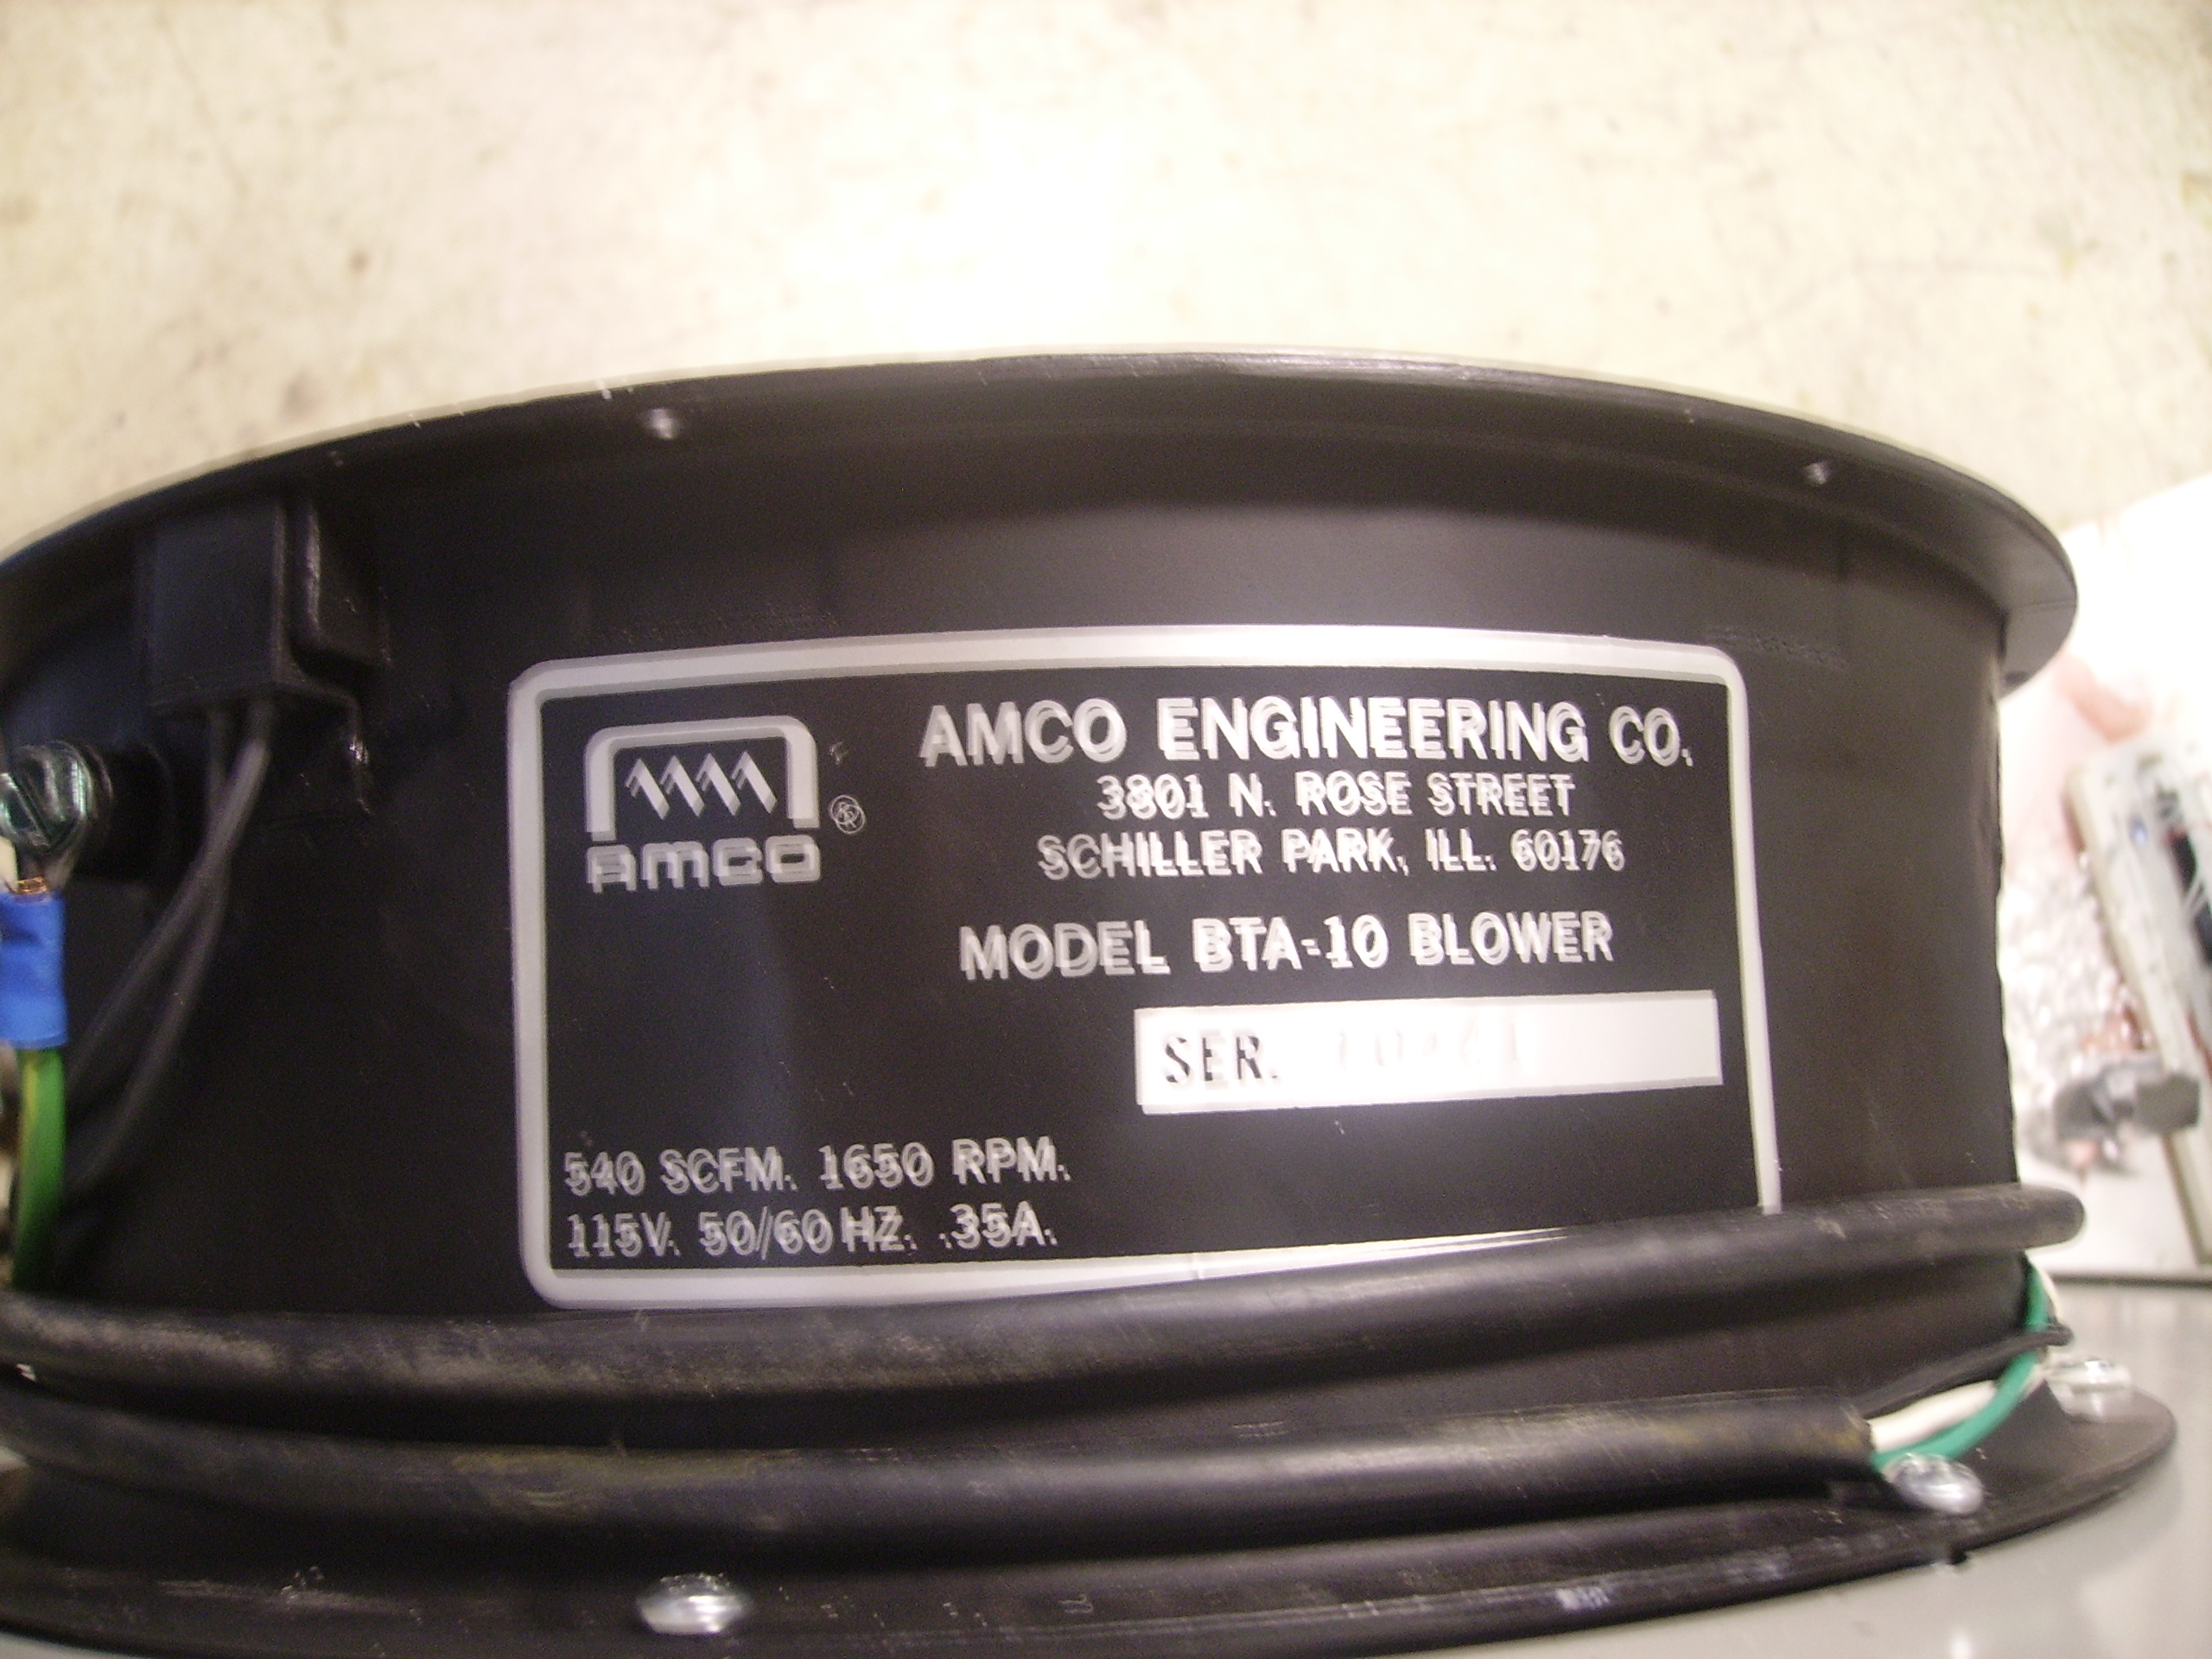 AMCO
AMCO ENGINEERING CO.
3801 N. ROSE STREET
SCHILLER PARK, ILL. 60176
MODEL BTA-10 BLOWER
SER.
540 SCFM. 1650 RPM.
115V. 50/60 HZ. .35A.